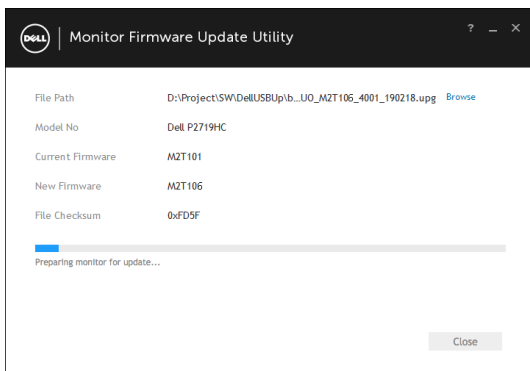 DELL Monitor Firmware Update Utility ? _ ×
File Path D:\Project\SW\DellUSBUp\b...UO_M2T106_4001_190218.upg Browse
Model No Dell P2719HC
Current Firmware M2T101
New Firmware M2T106
File Checksum 0xFD5F
Preparing monitor for update...
Close